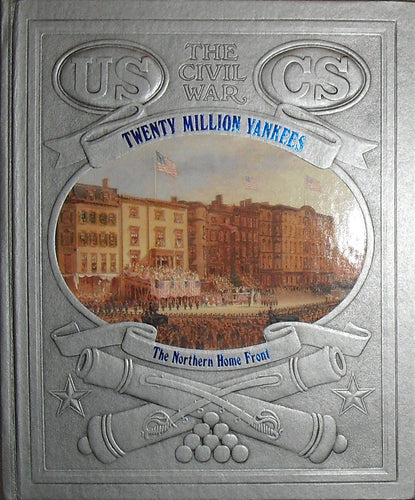 US
THE
CIVIL
WAR
CS
TWENTY MILLION YANKEES
The Northern Home Front